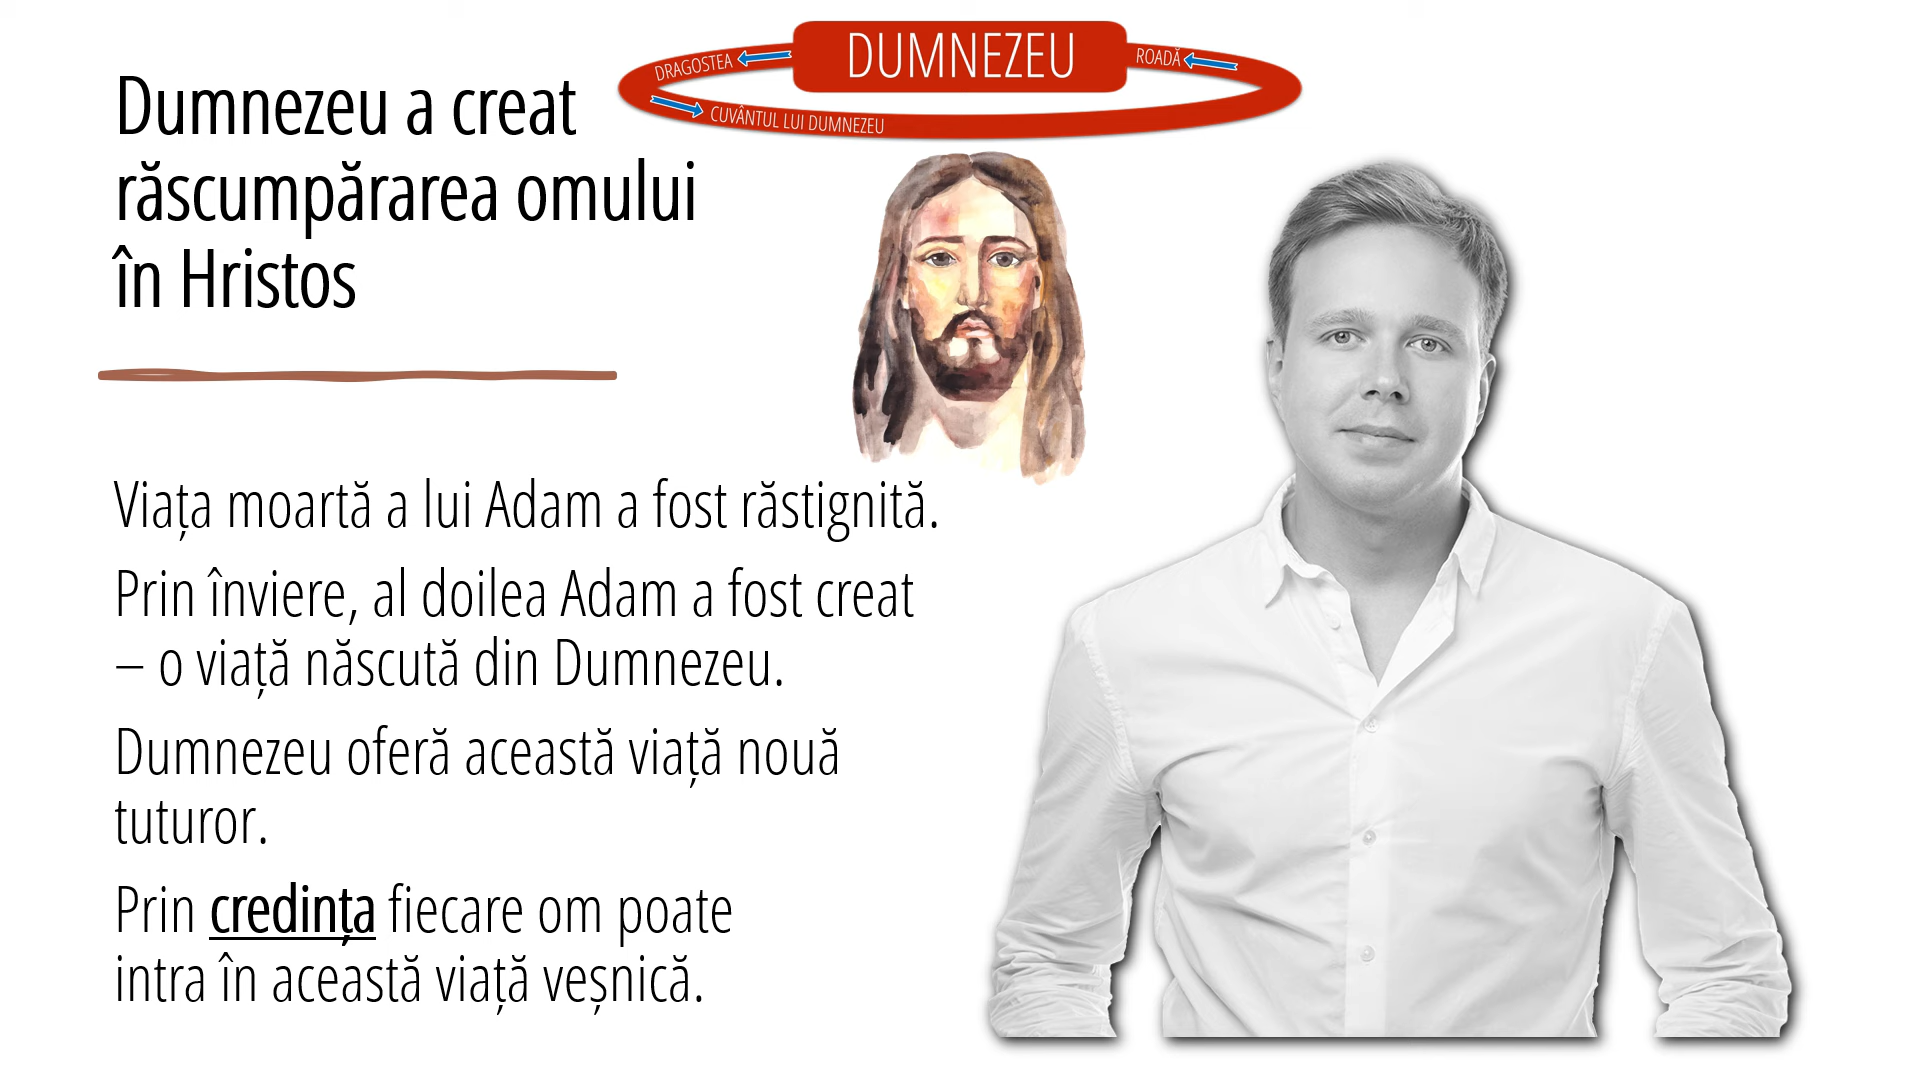 DUMNEZEU
DRAGOSTEA
ROADĂ
CUVÂNTUL LUI DUMNEZEU
Dumnezeu a creat
răscumpărarea omului
în Hristos
Viața moartă a lui Adam a fost răstignită.
Prin înviere, al doilea Adam a fost creat
– o viață născută din Dumnezeu.
Dumnezeu oferă această viață nouă
tuturor.
Prin credința fiecare om poate
intra în această viață veșnică.